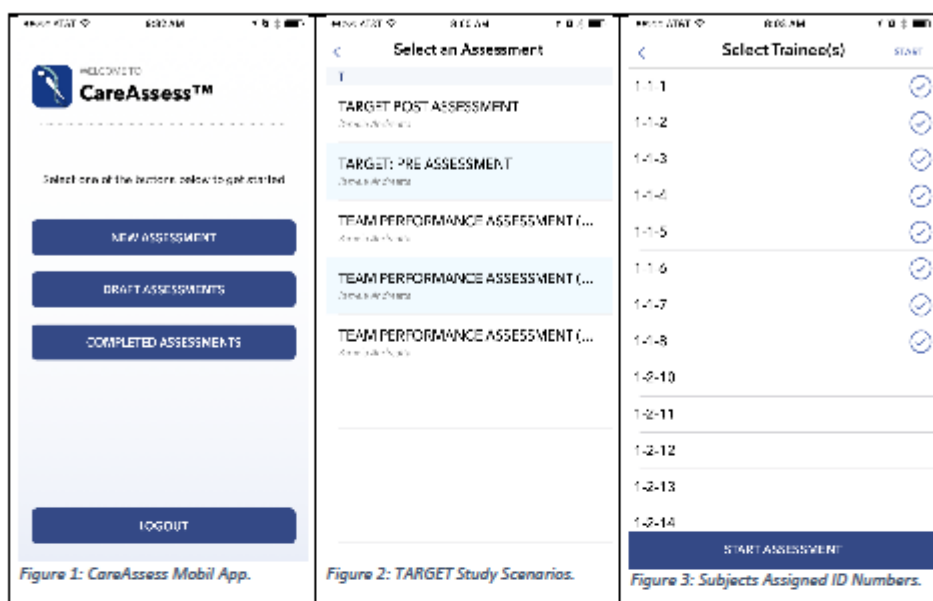 AT&T
WELCOME TO
CareAssess™
Select one of the buttons below to get started
NEW ASSESSMENT
DRAFT ASSESSMENTS
COMPLETED ASSESSMENTS
LOGOUT
Figure 1: CareAssess Mobil App.
AT&T
Select an Assessment
T
TARGET POST ASSESSMENT
TARGET: PRE ASSESSMENT
TEAM PERFORMANCE ASSESSMENT (...
TEAM PERFORMANCE ASSESSMENT (...
TEAM PERFORMANCE ASSESSMENT (...
Figure 2: TARGET Study Scenarios.
AT&T
Select Trainee(s)
START
1-1-1
1-1-2
1-1-3
1-1-4
1-1-5
1-1-6
1-1-7
1-1-8
1-2-10
1-2-11
1-2-12
1-2-13
1-2-14
START ASSESSMENT
Figure 3: Subjects Assigned ID Numbers.